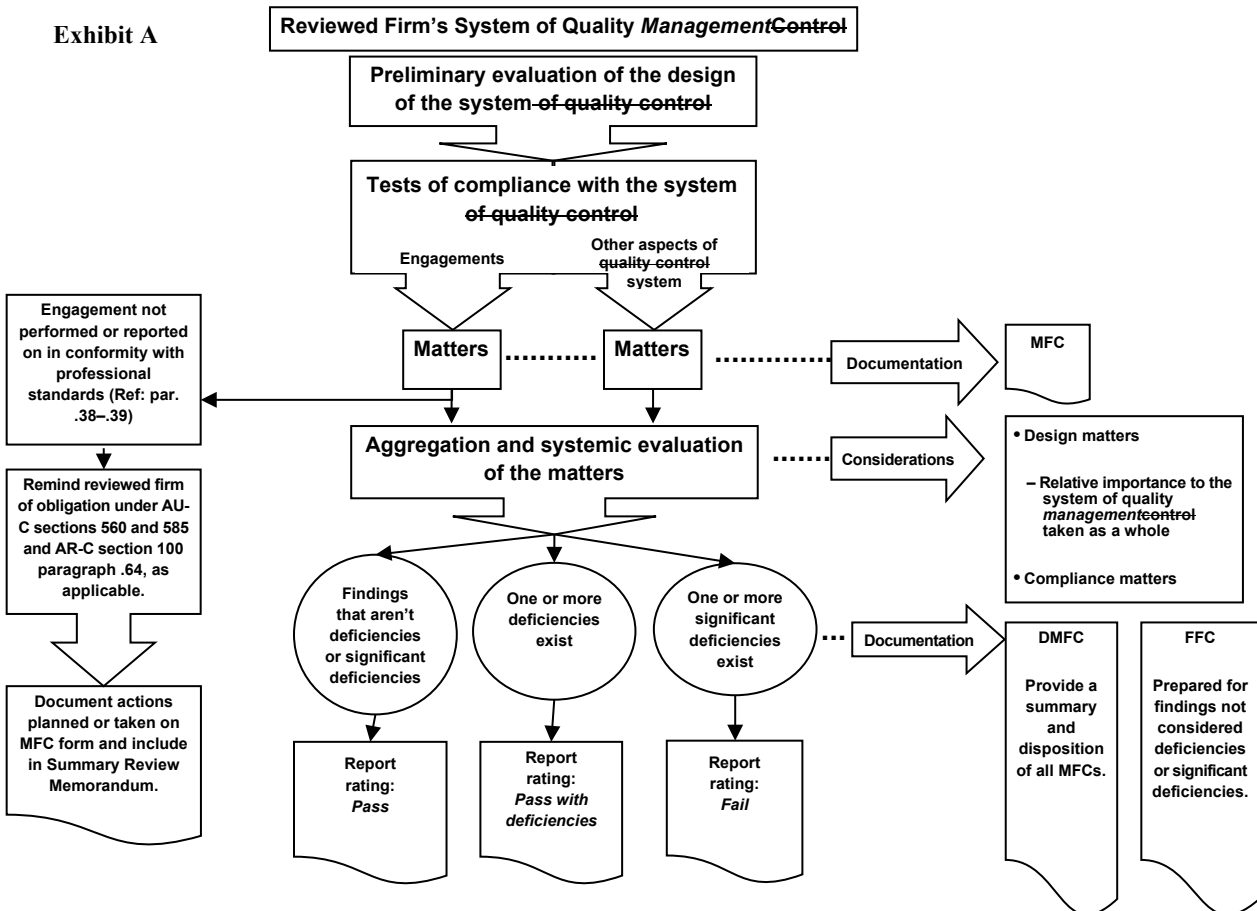 Exhibit A
Reviewed Firm's System of Quality ManagementControl
Preliminary evaluation of the design
of the system of quality control
Tests of compliance with the system
of quality control
Engagements
Other aspects of
quality control
system
Engagement not
performed or reported
on in conformity with
professional
standards (Ref: par.
.38–.39)
Matters
Matters
Documentation
MFC
Remind reviewed firm
of obligation under AU-
C sections 560 and 585
and AR-C section 100
paragraph .64, as
applicable.
Document actions
planned or taken on
MFC form and include
in Summary Review
Memorandum.
Aggregation and systemic evaluation
of the matters
Considerations
• Design matters
– Relative importance to the
system of quality
managementcontrol
taken as a whole
• Compliance matters
Findings
that aren't
deficiencies
or significant
deficiencies
One or more
deficiencies
exist
One or more
significant
deficiencies
exist
Documentation
DMFC
Provide a
summary
and
disposition
of all MFCs.
FFC
Prepared for
findings not
considered
deficiencies
or significant
deficiencies.
Report
rating:
Pass
Report
rating:
Pass with
deficiencies
Report
rating:
Fail